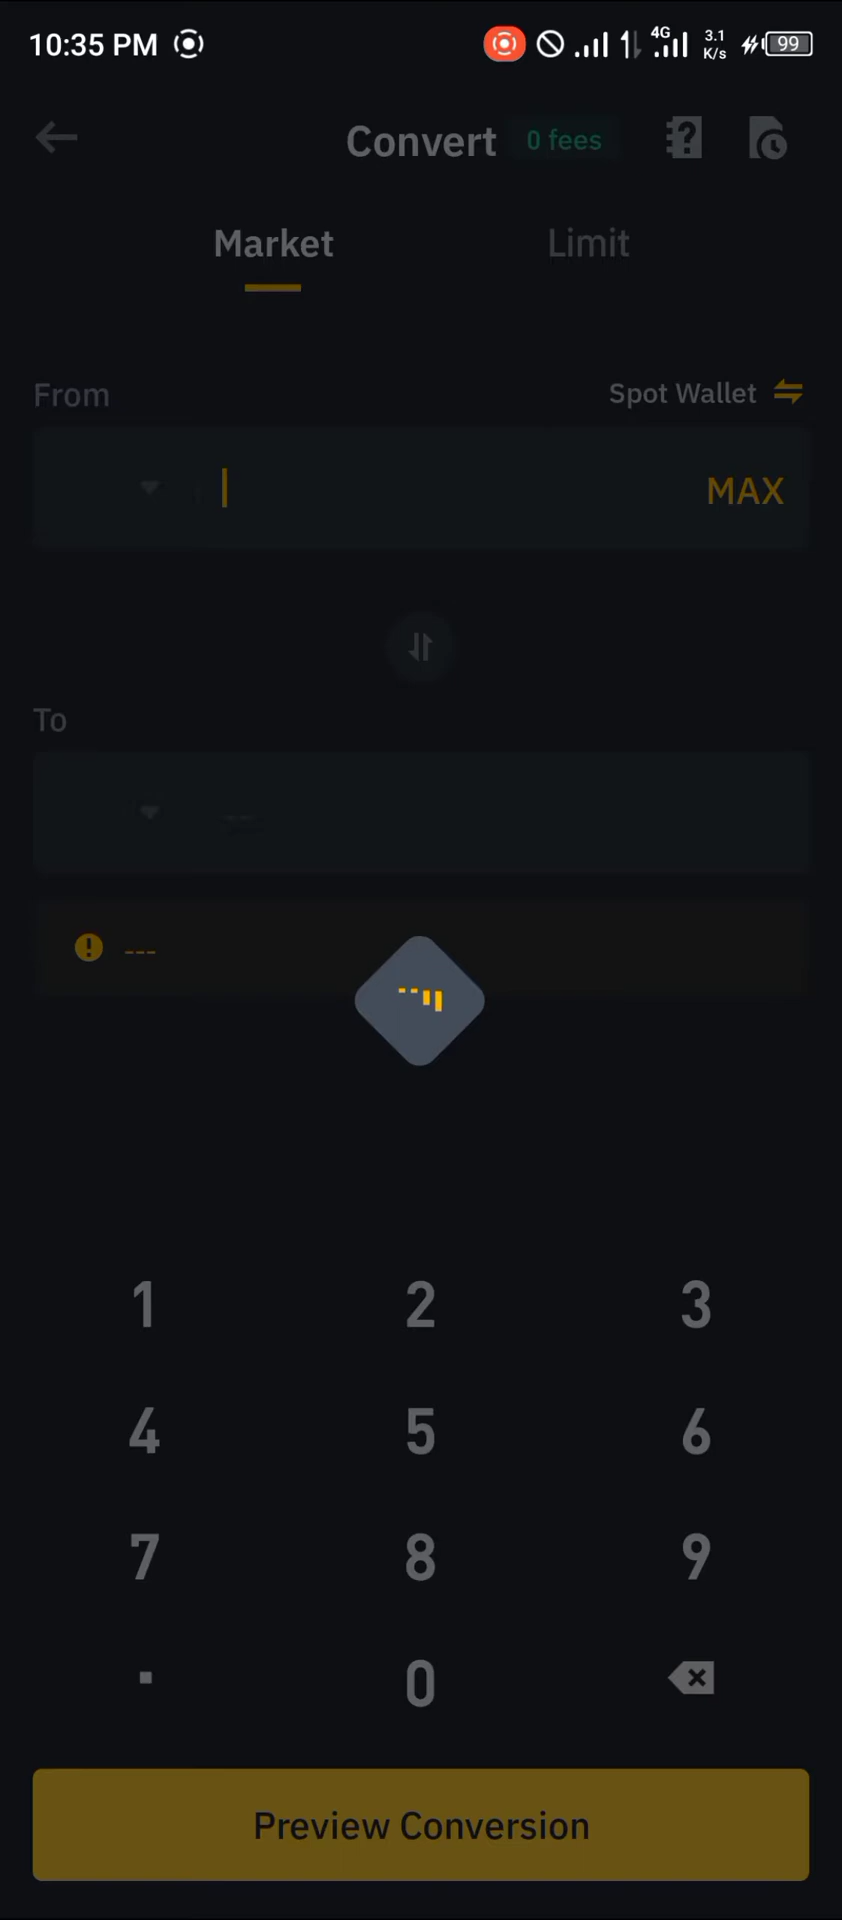 10:35 PM 4G 3.1 K/s 99
Convert 0 fees
Market Limit
From Spot Wallet
MAX
To
--
---
1 2 3
4 5 6
7 8 9
. 0
Preview Conversion